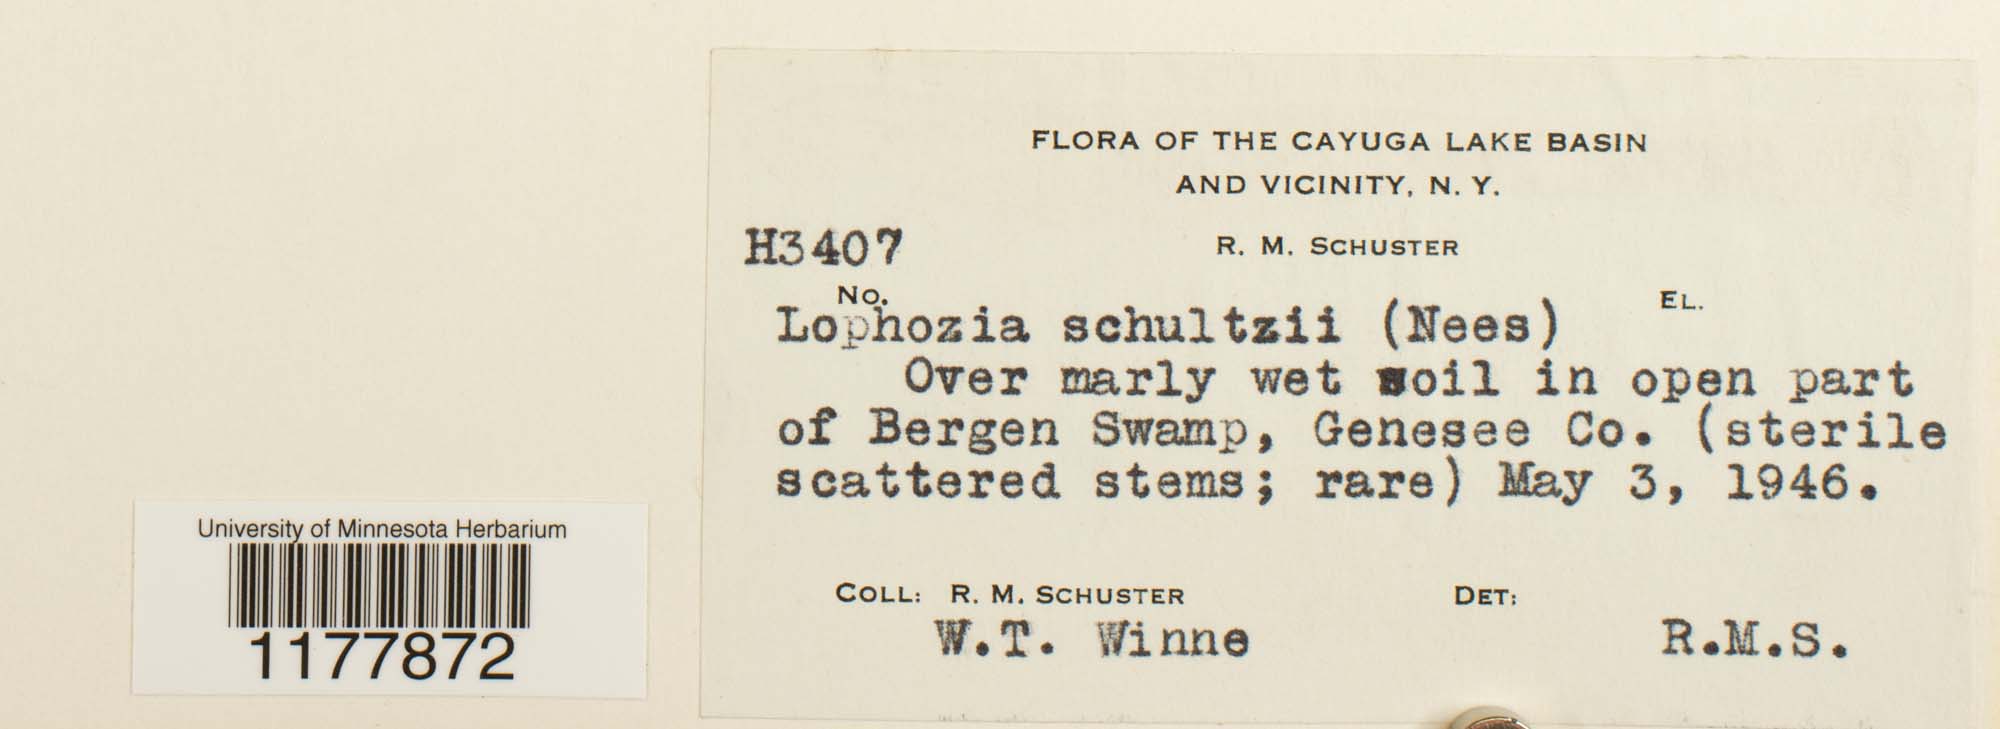 FLORA OF THE CAYUGA LAKE BASIN
AND VICINITY, N. Y.
H3407
R. M. SCHUSTER
NO.
EL.
Lophozia schultzii (Nees)
Over marly wet soil in open part
of Bergen Swamp, Genesee Co. (sterile
scattered stems; rare) May 3, 1946.
COLL: R. M. SCHUSTER
DET:
W.T. Winne
R.M.S.
University of Minnesota Herbarium
1177872